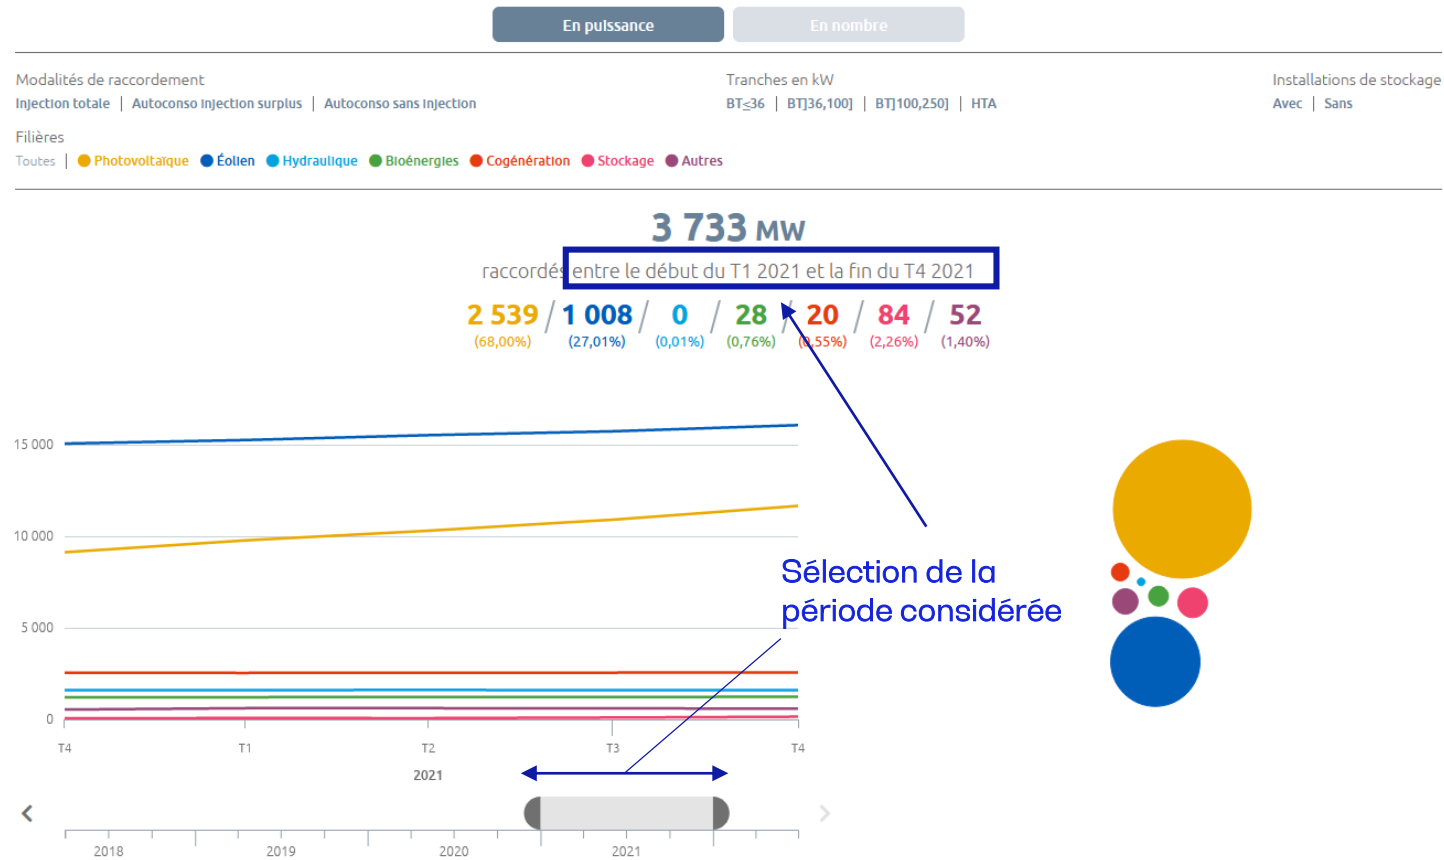 En puissance En nombre
Modalités de raccordement Tranches en kW Installations de stockage
Injection totale | Autoconso injection surplus | Autoconso sans injection BT≤36 | BT]36,100] | BT]100,250] | HTA Avec | Sans
Filières
Toutes | Photovoltaïque Éolien Hydraulique Bioénergies Cogénération Stockage Autres
3 733 MW
raccordés entre le début du T1 2021 et la fin du T4 2021
2 539 / 1 008 / 0 / 28 / 20 / 84 / 52
(68,00%) (27,01%) (0,01%) (0,76%) (0,55%) (2,26%) (1,40%)
15 000
10 000
Sélection de la
période considérée
5 000
0
T4 T1 T2 T3 T4
2021
2018 2019 2020 2021